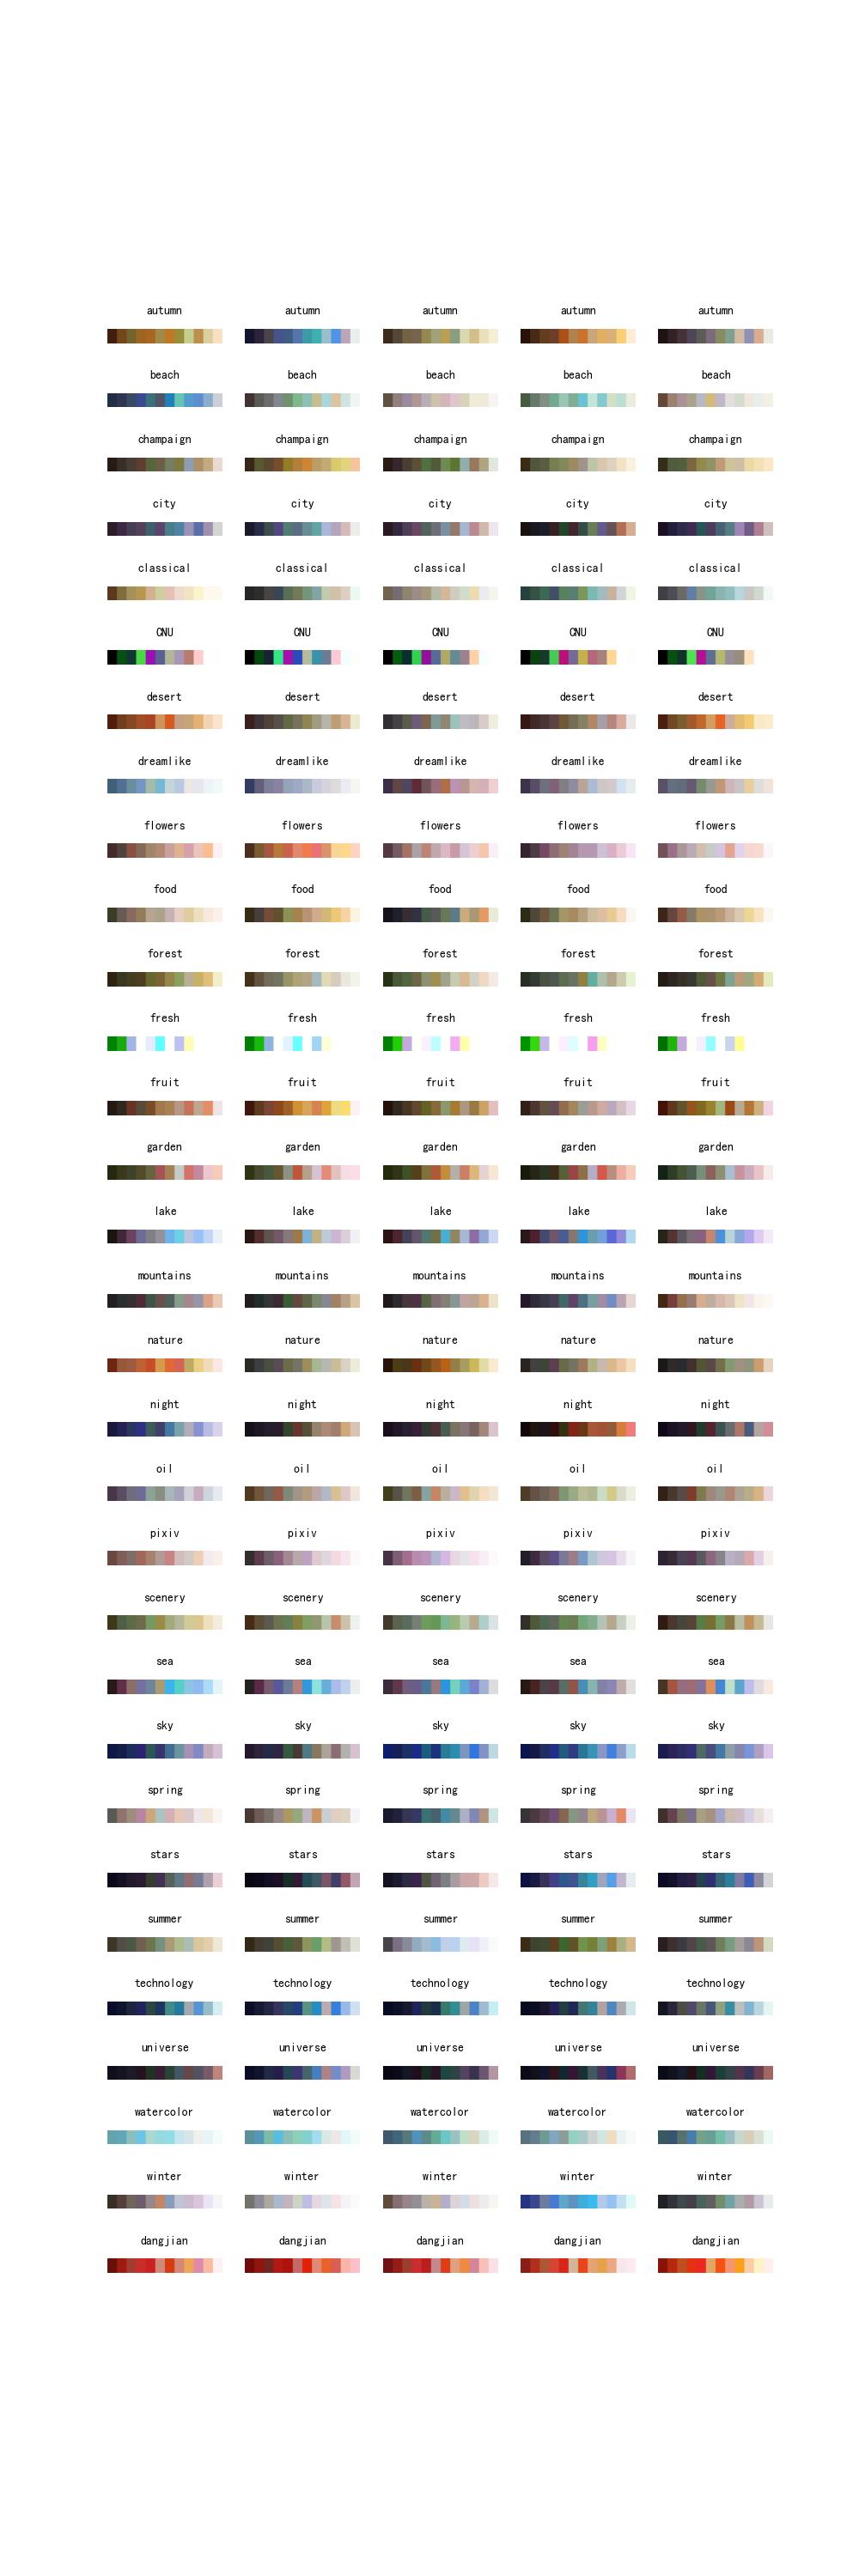 autumn autumn autumn autumn autumn
beach beach beach beach beach
champaign champaign champaign champaign champaign
city city city city city
classical classical classical classical classical
CNU CNU CNU CNU CNU
desert desert desert desert desert
dreamlike dreamlike dreamlike dreamlike dreamlike
flowers flowers flowers flowers flowers
food food food food food
forest forest forest forest forest
fresh fresh fresh fresh fresh
fruit fruit fruit fruit fruit
garden garden garden garden garden
lake lake lake lake lake
mountains mountains mountains mountains mountains
nature nature nature nature nature
night night night night night
oil oil oil oil oil
pixiv pixiv pixiv pixiv pixiv
scenery scenery scenery scenery scenery
sea sea sea sea sea
sky sky sky sky sky
spring spring spring spring spring
stars stars stars stars stars
summer summer summer summer summer
technology technology technology technology technology
universe universe universe universe universe
watercolor watercolor watercolor watercolor watercolor
winter winter winter winter winter
dangjian dangjian dangjian dangjian dangjian